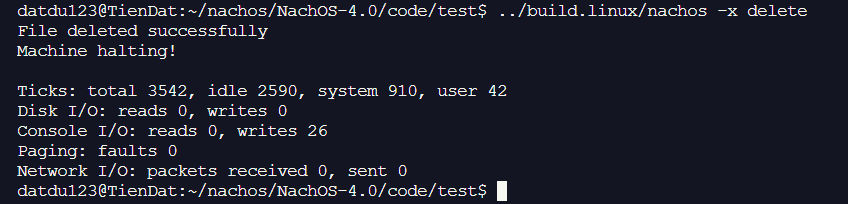 datdu123@TienDat:~/nachos/NachOS-4.0/code/test$ ../build.linux/nachos -x delete
File deleted successfully
Machine halting!
Ticks: total 3542, idle 2590, system 910, user 42
Disk I/O: reads 0, writes 0
Console I/O: reads 0, writes 26
Paging: faults 0
Network I/O: packets received 0, sent 0
datdu123@TienDat:~/nachos/NachOS-4.0/code/test$